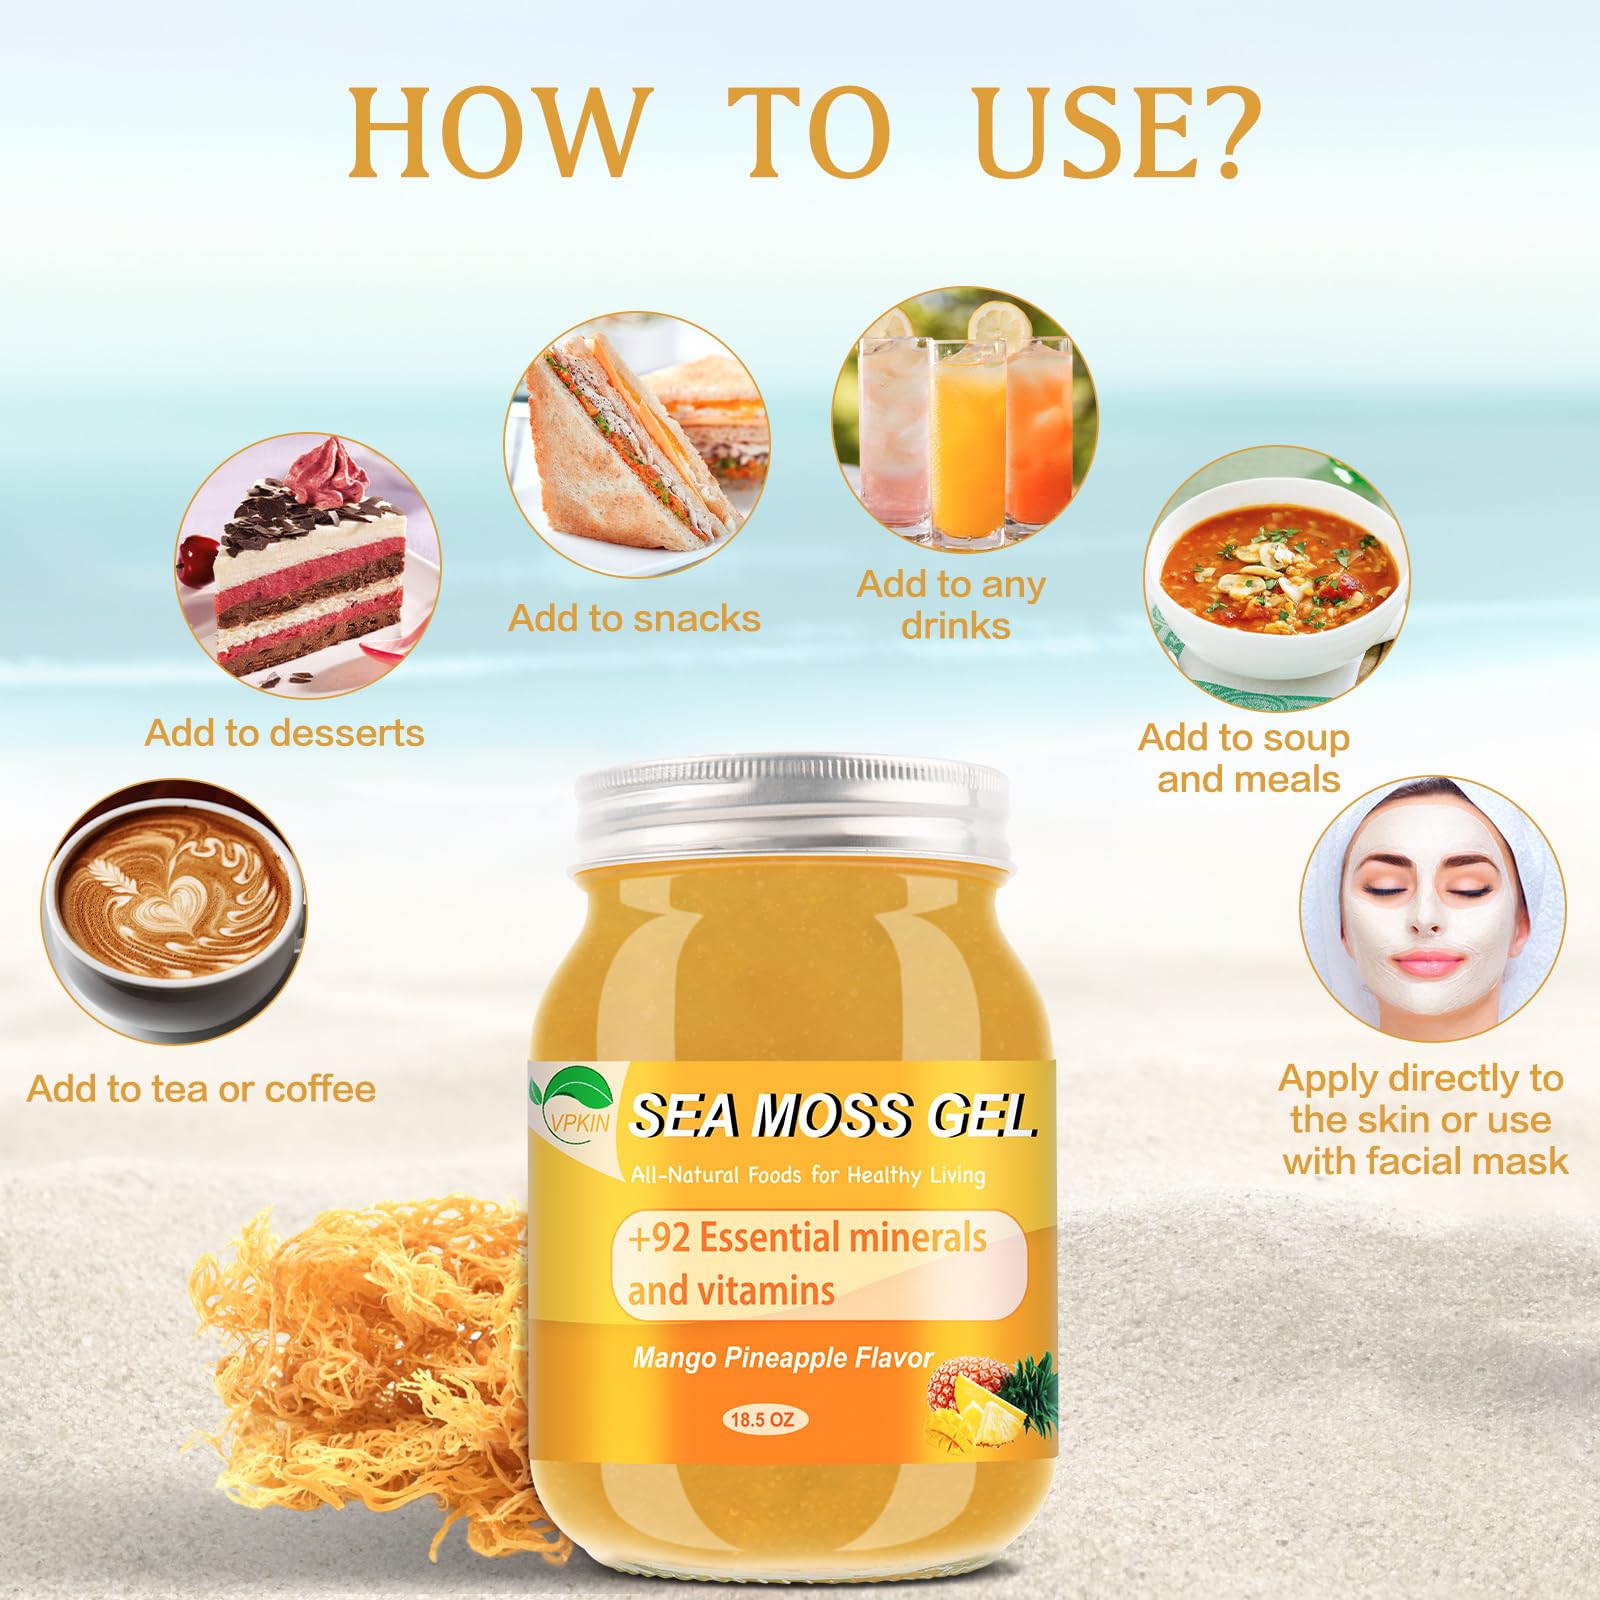 HOW TO USE?
Add to snacks
Add to any
drinks
Add to desserts
Add to soup
and meals
Add to tea or coffee
Apply directly to
the skin or use
with facial mask
VPKIN
SEA MOSS GEL
All-Natural Foods for Healthy Living
+92 Essential minerals
and vitamins
Mango Pineapple Flavor
18.5 OZ